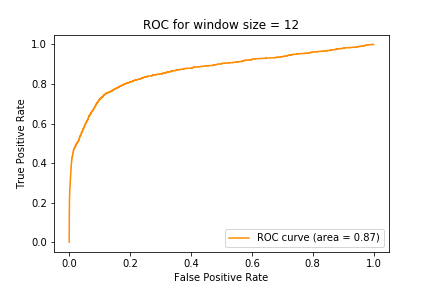 ROC for window size = 12
True Positive Rate
1.0
0.8
0.6
0.4
0.2
0.0
ROC curve (area = 0.87)
0.0 0.2 0.4 0.6 0.8 1.0
False Positive Rate